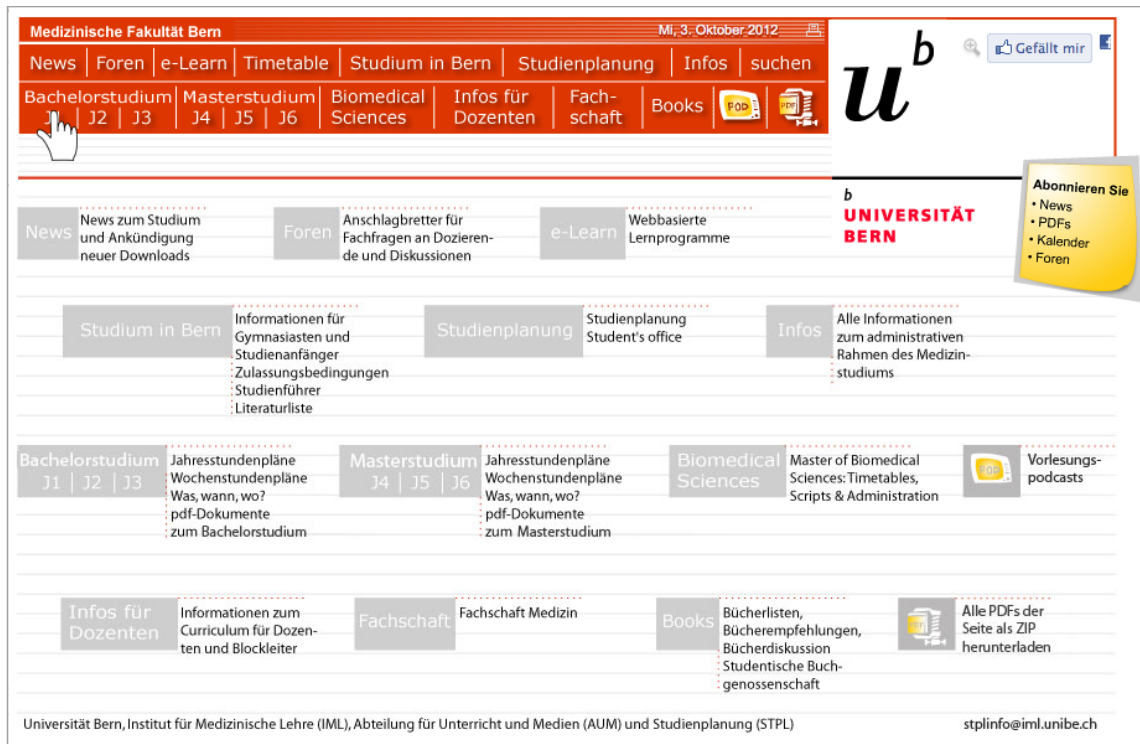 Medizinische Fakultät Bern
Mi, 3. Oktober 2012
News | Foren | e-Learn | Timetable | Studium in Bern | Studienplanung | Infos | suchen
Bachelorstudium
J1 | J2 | J3
Masterstudium
J4 | J5 | J6
Biomedical
Sciences
Infos für
Dozenten
Fach-
schaft
Books
POD
PDF
u
b
Gefällt mir
Abonnieren Sie
• News
• PDFs
• Kalender
• Foren
b
UNIVERSITÄT
BERN
News
News zum Studium
und Ankündigung
neuer Downloads
Foren
Anschlagbretter für
Fachfragen an Dozieren-
de und Diskussionen
e-Learn
Webbasierte
Lernprogramme
Studium in Bern
Informationen für
Gymnasiasten und
Studienanfänger
Zulassungsbedingungen
Studienführer
Literaturliste
Studienplanung
Studienplanung
Student's office
Infos
Alle Informationen
zum administrativen
Rahmen des Medizin-
studiums
Bachelorstudium
J1 | J2 | J3
Jahresstundenpläne
Wochenstundenpläne
Was, wann, wo?
pdf-Dokumente
zum Bachelorstudium
Masterstudium
J4 | J5 | J6
Jahresstundenpläne
Wochenstundenpläne
Was, wann, wo?
pdf-Dokumente
zum Masterstudium
Biomedical
Sciences
Master of Biomedical
Sciences: Timetables,
Scripts & Administration
POD
Vorlesungs-
podcasts
Infos für
Dozenten
Informationen zum
Curriculum für Dozen-
ten und Blockleiter
Fachschaft
Fachschaft Medizin
Books
Bücherlisten,
Bücherempfehlungen,
Bücherdiskussion
Studentische Buch-
genossenschaft
PDF
Alle PDFs der
Seite als ZIP
herunterladen
Universität Bern, Institut für Medizinische Lehre (IML), Abteilung für Unterricht und Medien (AUM) und Studienplanung (STPL)
stplinfo@iml.unibe.ch